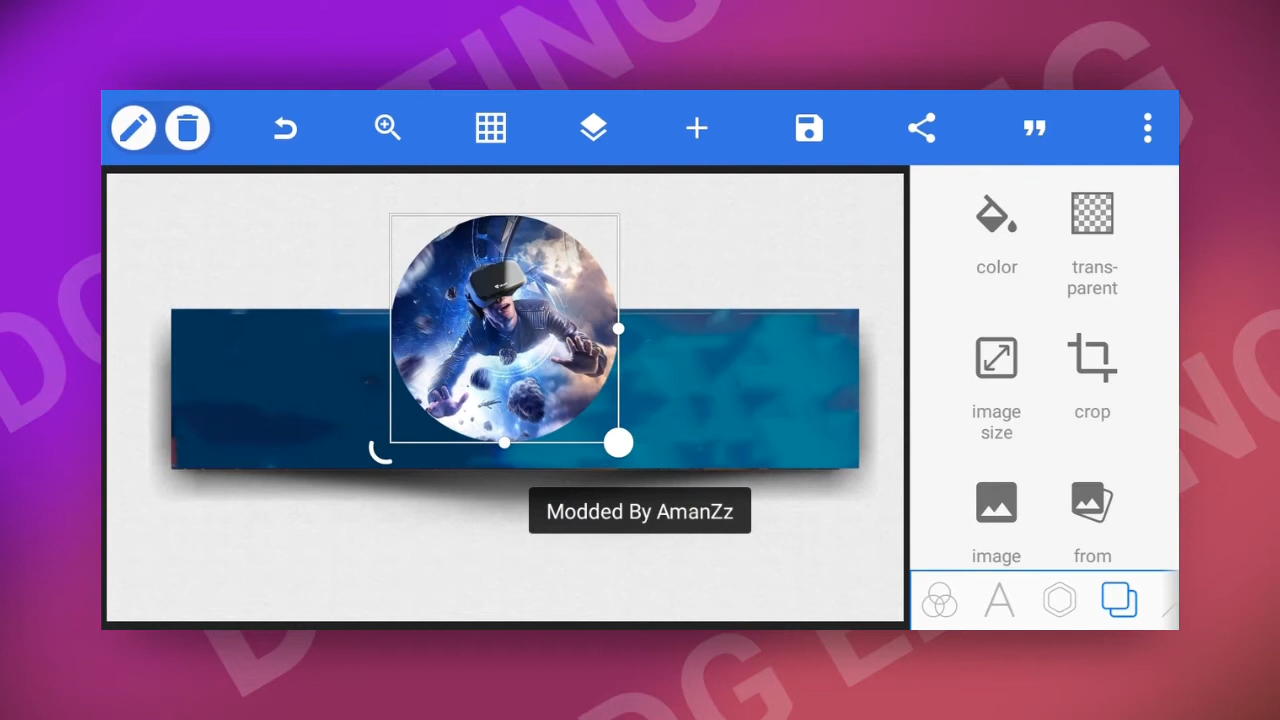 color
trans-
parent
image
size
crop
image
from
Modded By AmanZz